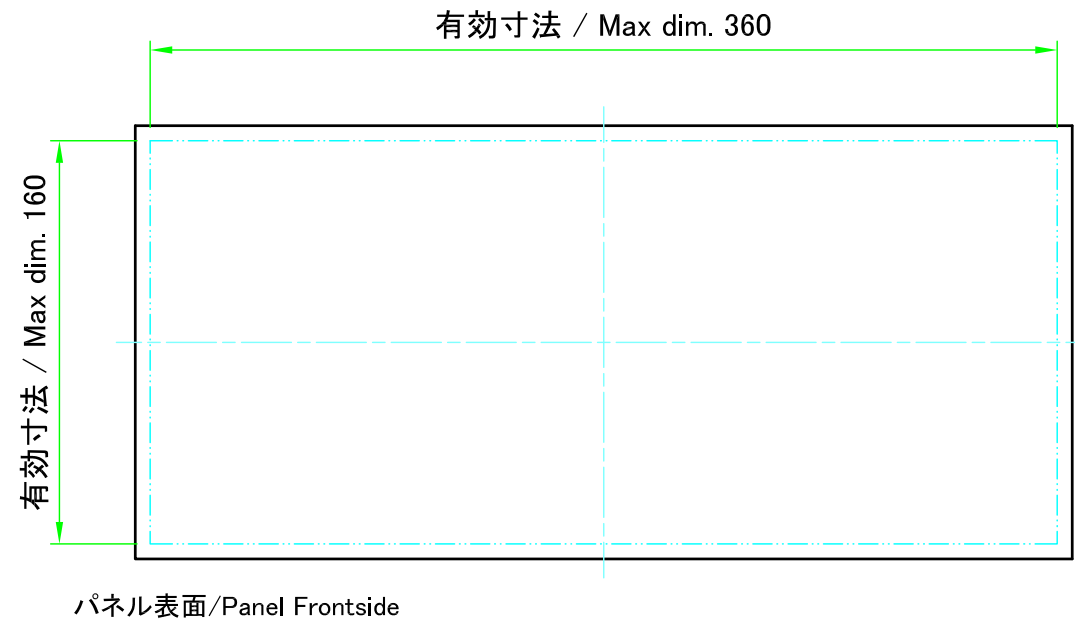 有効寸法 / Max dim. 360
有効寸法 / Max dim. 160
パネル表面/Panel Frontside